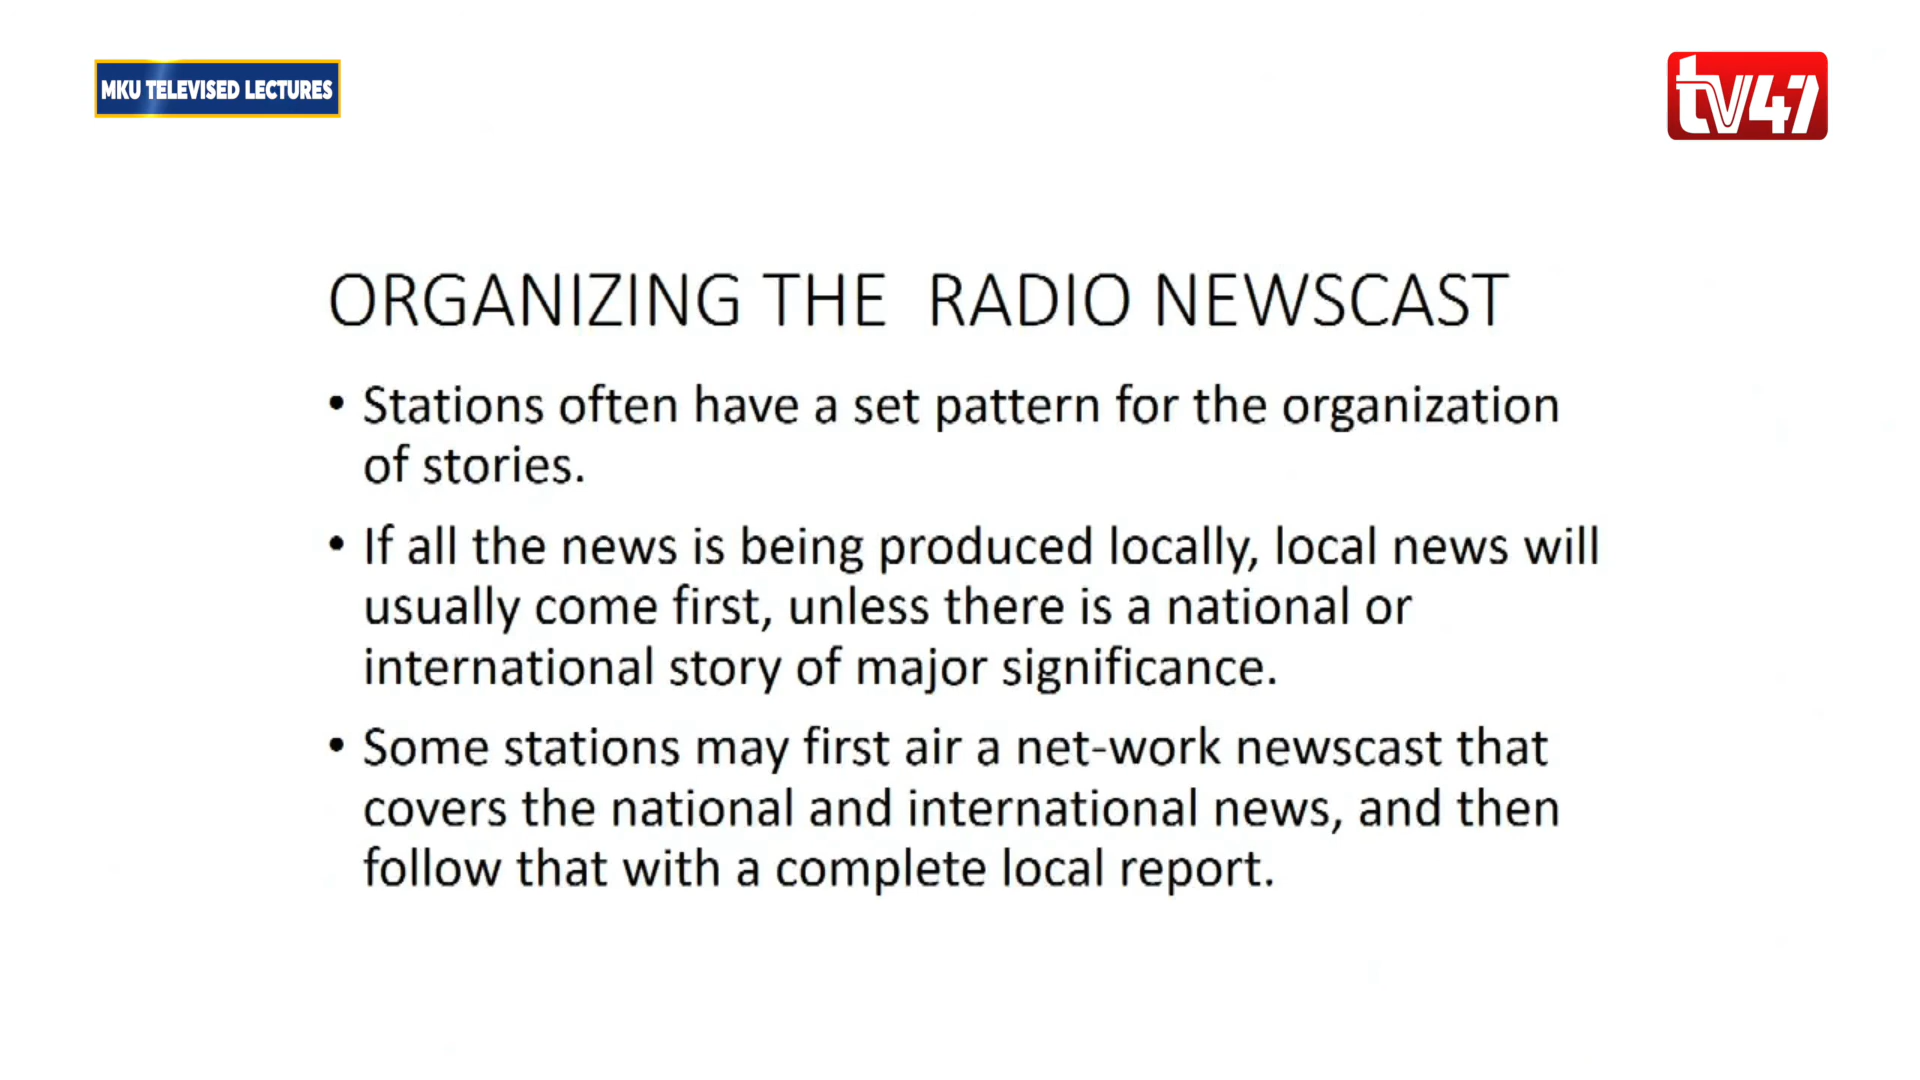 MKU TELEVISED LECTURES
tv47
ORGANIZING THE RADIO NEWSCAST
• Stations often have a set pattern for the organization
of stories.
• If all the news is being produced locally, local news will
usually come first, unless there is a national or
international story of major significance.
• Some stations may first air a net-work newscast that
covers the national and international news, and then
follow that with a complete local report.